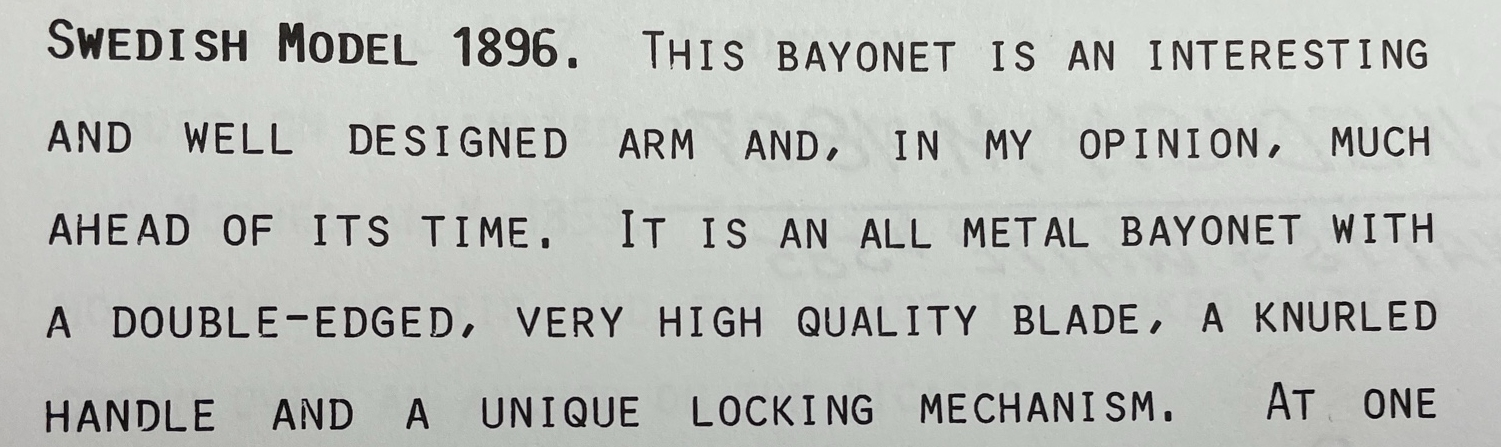 SWEDISH MODEL 1896. THIS BAYONET IS AN INTERESTING
AND WELL DESIGNED ARM AND, IN MY OPINION, MUCH
AHEAD OF ITS TIME. IT IS AN ALL METAL BAYONET WITH
A DOUBLE-EDGED, VERY HIGH QUALITY BLADE, A KNURLED
HANDLE AND A UNIQUE LOCKING MECHANISM. AT ONE